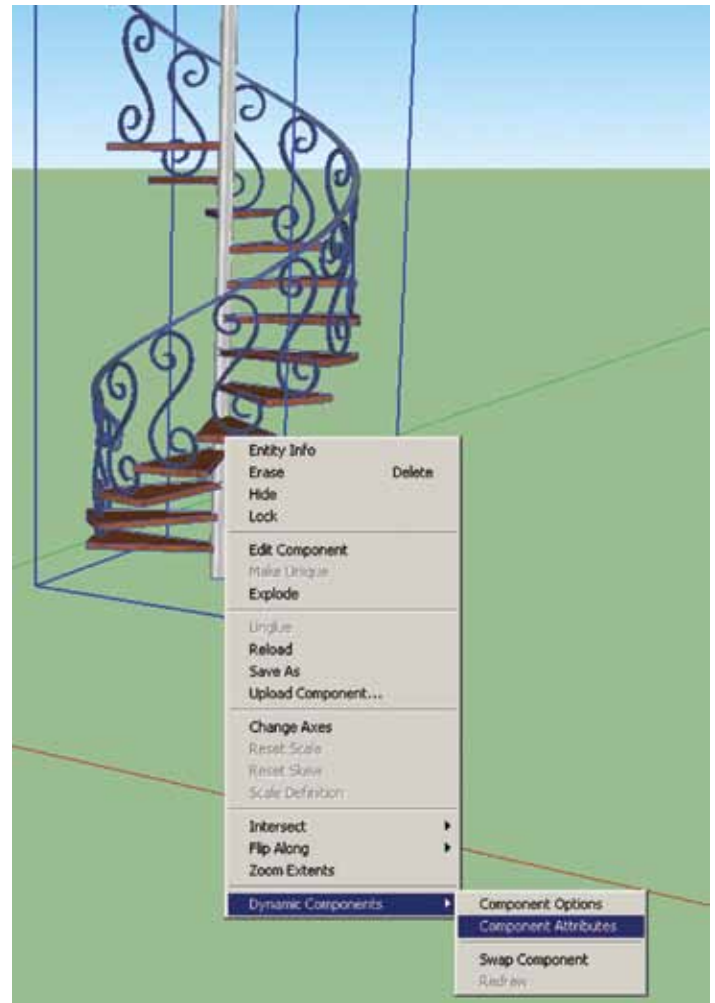 Entity Info
Erase Delete
Hide
Lock
Edit Component
Make Unique
Explode
Unglue
Reload
Save As
Upload Component...
Change Axes
Reset Scale
Reset Skew
Scale Definition
Intersect
Flip Along
Zoom Extents
Dynamic Components
Component Options
Component Attributes
Swap Component
Redraw